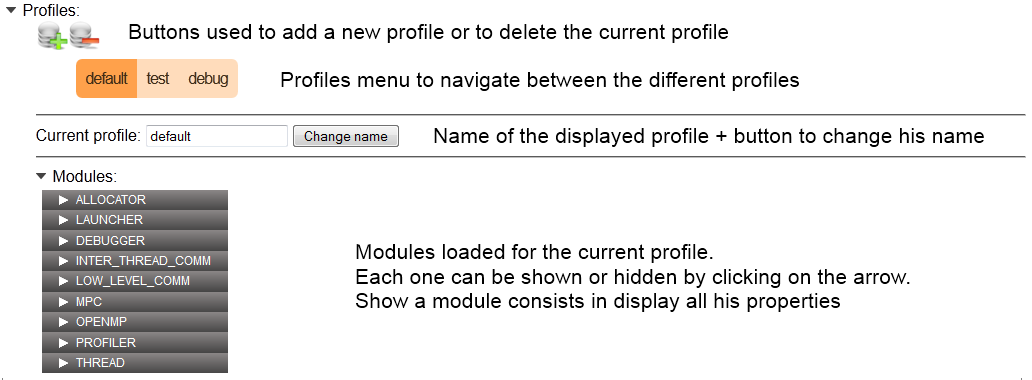 Profiles:
Buttons used to add a new profile or to delete the current profile
default test debug
Profiles menu to navigate between the different profiles
Current profile: default Change name
Name of the displayed profile + button to change his name
Modules:
ALLOCATOR
LAUNCHER
DEBUGGER
INTER_THREAD_COMM
LOW_LEVEL_COMM
MPC
OPENMP
PROFILER
THREAD
Modules loaded for the current profile.
Each one can be shown or hidden by clicking on the arrow.
Show a module consists in display all his properties